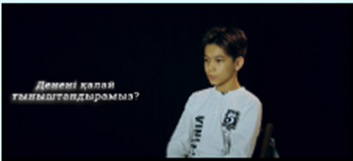 Денені қалай
тыныштандырамыз?